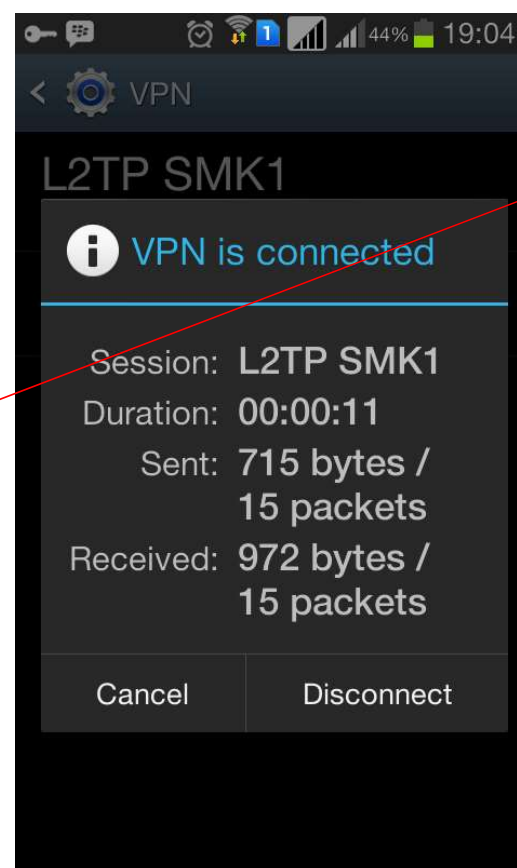 1 44% 19:04
< VPN
L2TP SMK1
i VPN is connected
Session: L2TP SMK1
Duration: 00:00:11
Sent: 715 bytes /
15 packets
Received: 972 bytes /
15 packets
Cancel Disconnect